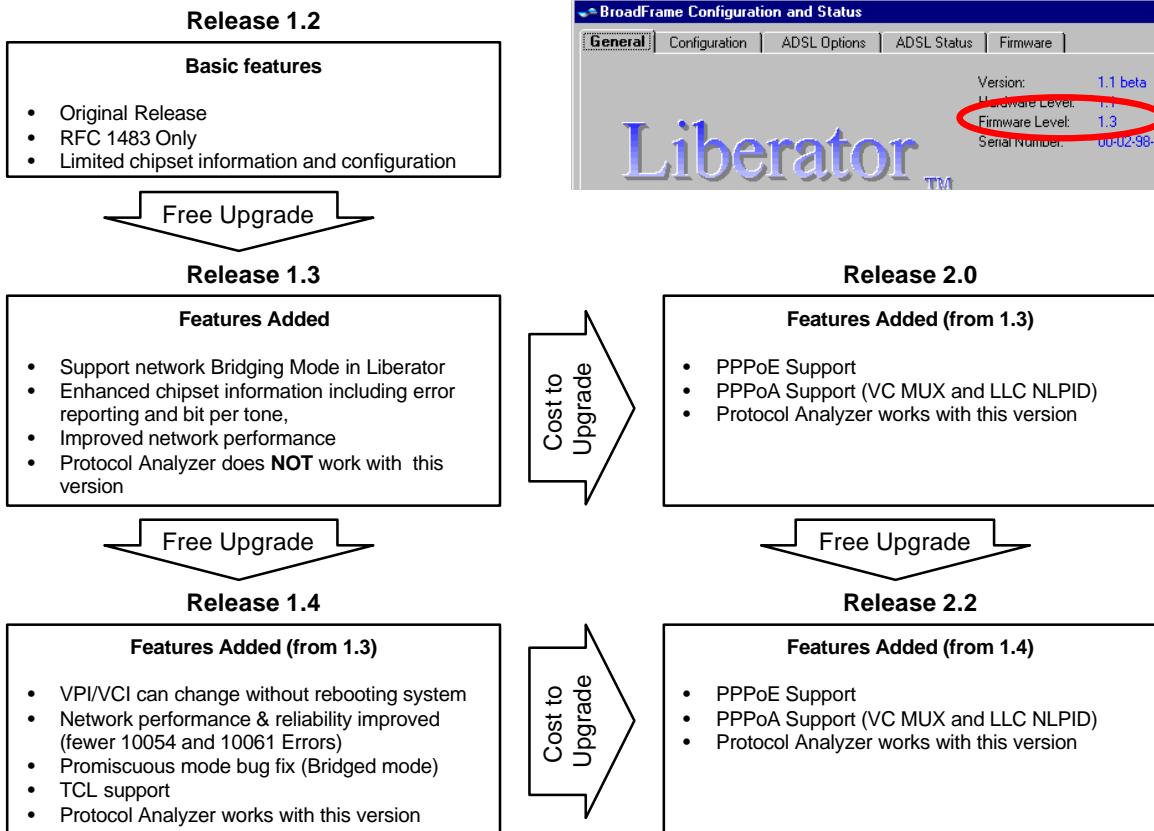 Release 1.2
Basic features
• Original Release
• RFC 1483 Only
• Limited chipset information and configuration
BroadFrame Configuration and Status
General Configuration ADSL Options ADSL Status Firmware
Version: 1.1 beta
Hardware Level: 1.1
Firmware Level: 1.3
Serial Number: 00-02-98-
Liberator TM
Free Upgrade
Release 1.3
Features Added
• Support network Bridging Mode in Liberator
• Enhanced chipset information including error
reporting and bit per tone,
• Improved network performance
• Protocol Analyzer does NOT work with this
version
Cost to
Upgrade
Release 2.0
Features Added (from 1.3)
• PPPoE Support
• PPPoA Support (VC MUX and LLC NLPID)
• Protocol Analyzer works with this version
Free Upgrade
Free Upgrade
Release 1.4
Features Added (from 1.3)
• VPI/VCI can change without rebooting system
• Network performance & reliability improved
(fewer 10054 and 10061 Errors)
• Promiscuous mode bug fix (Bridged mode)
• TCL support
• Protocol Analyzer works with this version
Cost to
Upgrade
Release 2.2
Features Added (from 1.4)
• PPPoE Support
• PPPoA Support (VC MUX and LLC NLPID)
• Protocol Analyzer works with this version